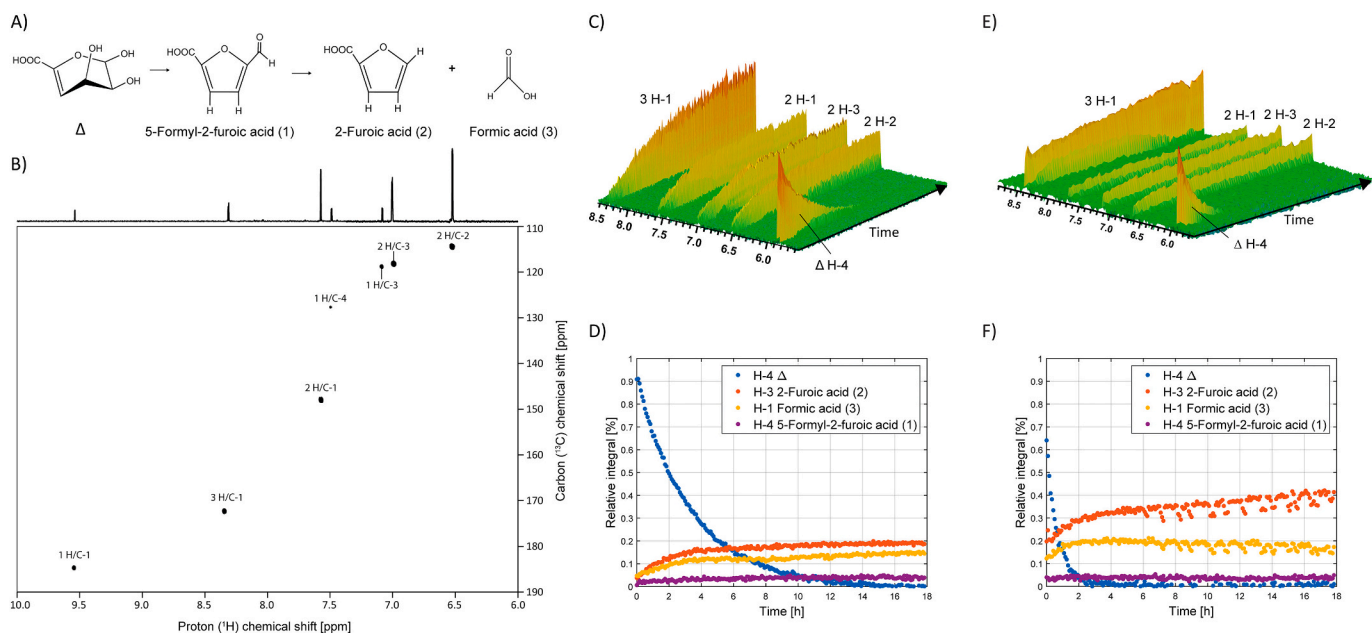 A)
HOOC
O
OH
OH
OH
Δ
HOOC
O
O
H
H
H
5-Formyl-2-furoic acid (1)
HOOC
O
H
H
H
2-Furoic acid (2)
+
O
H
OH
Formic acid (3)
B)
2 H/C-2
2 H/C-3
1 H/C-3
1 H/C-4
2 H/C-1
3 H/C-1
1 H/C-1
110
120
130
140
150
160
170
180
190
Carbon (¹³C) chemical shift [ppm]
10.0 9.5 9.0 8.5 8.0 7.5 7.0 6.5 6.0
Proton (¹H) chemical shift [ppm]
C)
3 H-1
2 H-1
2 H-3
2 H-2
8.5 8.0 7.5 7.0 6.5 6.0
Time
Δ H-4
D)
H-4 Δ
H-3 2-Furoic acid (2)
H-1 Formic acid (3)
H-4 5-Formyl-2-furoic acid (1)
1
0.9
0.8
0.7
0.6
0.5
0.4
0.3
0.2
0.1
0
Relative integral [%]
0 2 4 6 8 10 12 14 16 18
Time [h]
E)
3 H-1
2 H-1
2 H-3
2 H-2
8.5 8.0 7.5 7.0 6.5 6.0
Time
Δ H-4
F)
H-4 Δ
H-3 2-Furoic acid (2)
H-1 Formic acid (3)
H-4 5-Formyl-2-furoic acid (1)
1
0.9
0.8
0.7
0.6
0.5
0.4
0.3
0.2
0.1
0
Relative integral [%]
0 2 4 6 8 10 12 14 16 18
Time [h]